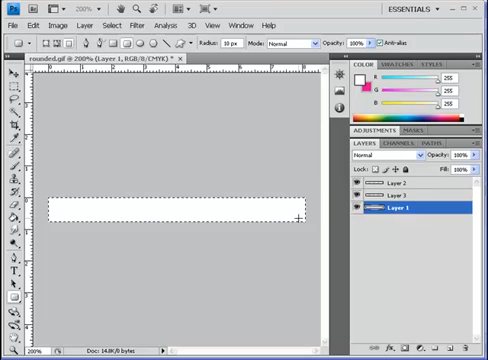 Ps 200% ESSENTIALS
File Edit Image Layer Select Filter Analysis 3D View Window Help
Radius: 10 px Mode: Normal Opacity: 100% Anti-alias
rounded.gif @ 200% (Layer 1, RGB/8/CMYK) *
COLOR SWATCHES STYLES
R 255
G 255
B 255
ADJUSTMENTS MASKS
LAYERS CHANNELS PATHS
Normal Opacity: 100%
Lock: Fill: 100%
Layer 2
Layer 3
Layer 1
200% Doc: 14.8K/0 bytes